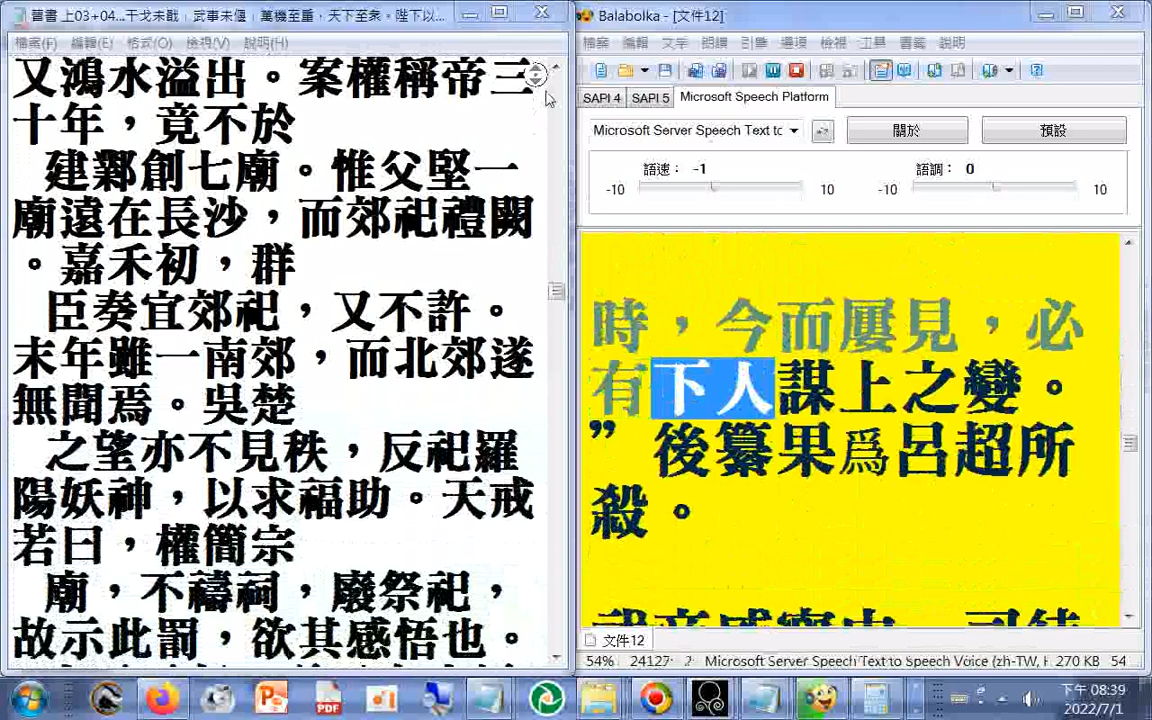 晉書 上03+04...干戈未戢﹐武事未偃﹐萬機至重﹐天下至衆。陛下以...
檔案(F) 編輯(E) 格式(O) 檢視(V) 說明(H)
又鴻水溢出。案權稱帝三
十年，竟不於
建鄴創七廟。惟父堅一
廟遠在長沙，而郊祀禮闕
。嘉禾初，群
臣奏宜郊祀，又不許。
末年雖一南郊，而北郊遂
無聞焉。吳楚
之望亦不見秩，反祀羅
陽妖神，以求福助。天戒
若曰，權簡宗
廟，不禱祠，廢祭祀，
故示此罰，欲其感悟也。
Balabolka - [文件12]
檔案 編輯 文字 朗讀 引擎 選項 檢視 工具 書籤 說明
SAPI 4 SAPI 5 Microsoft Speech Platform
Microsoft Server Speech Text to
關於 預設
語速： -1 語調： 0
-10 10 -10 10
時，今而屢見，必
有下人謀上之變。
”後纂果爲呂超所
殺。
文件12
54% 24127 2 Microsoft Server Speech Text to Speech Voice (zh-TW, H 270 KB 54
PDF
下午 08:39
2022/7/1